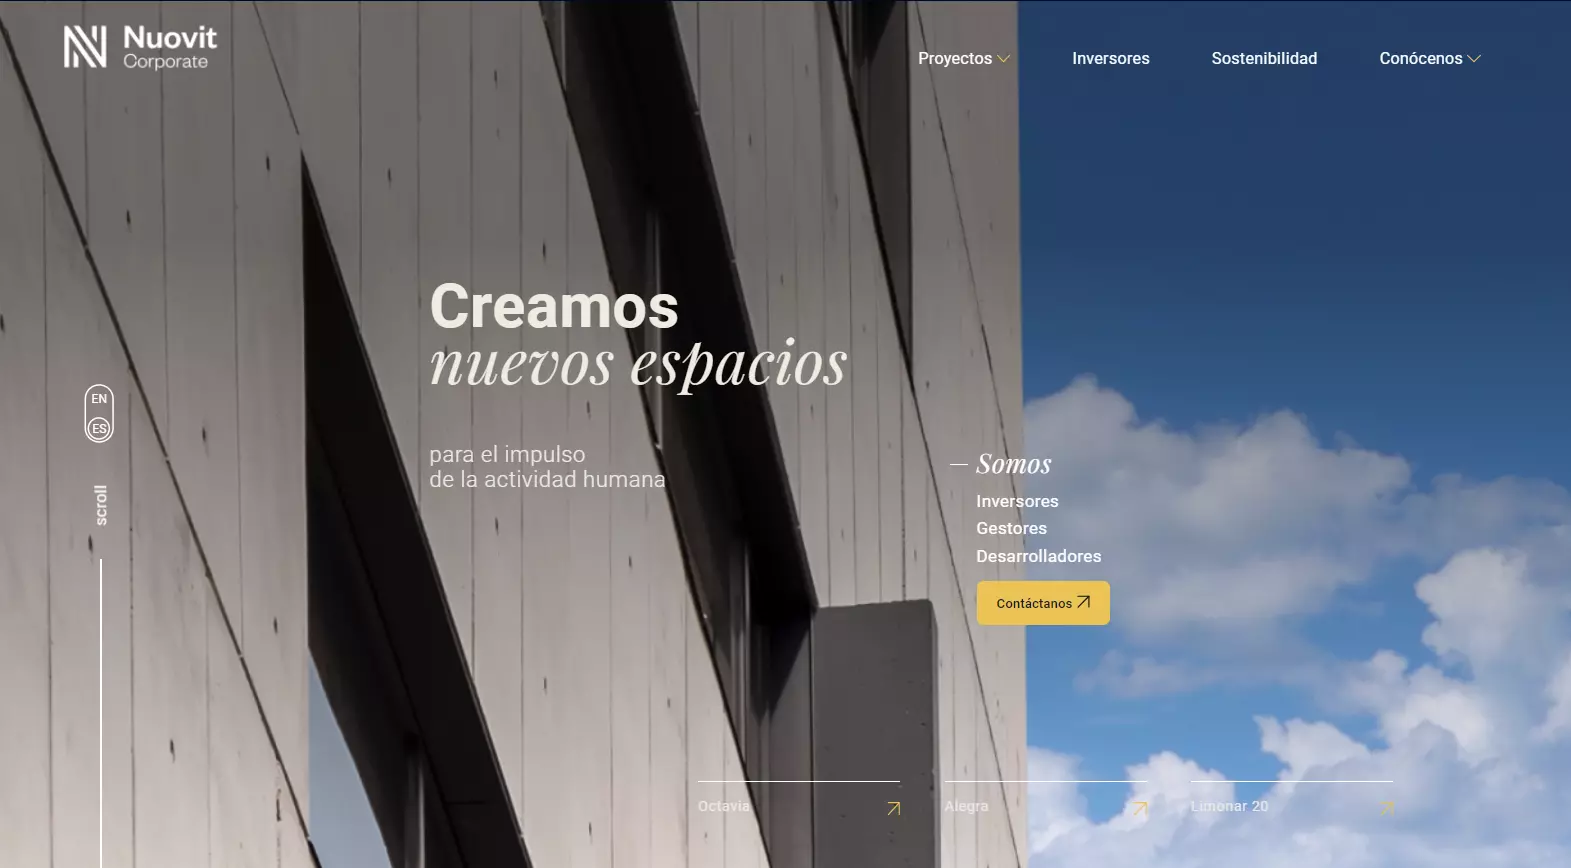 Nuovit
Corporate
Proyectos
Inversores
Sostenibilidad
Conócenos
Creamos
nuevos espacios
para el impulso
de la actividad humana
EN
ES
scroll
— Somos
Inversores
Gestores
Desarrolladores
Contáctanos
Octavia
Alegra
Limonar 20